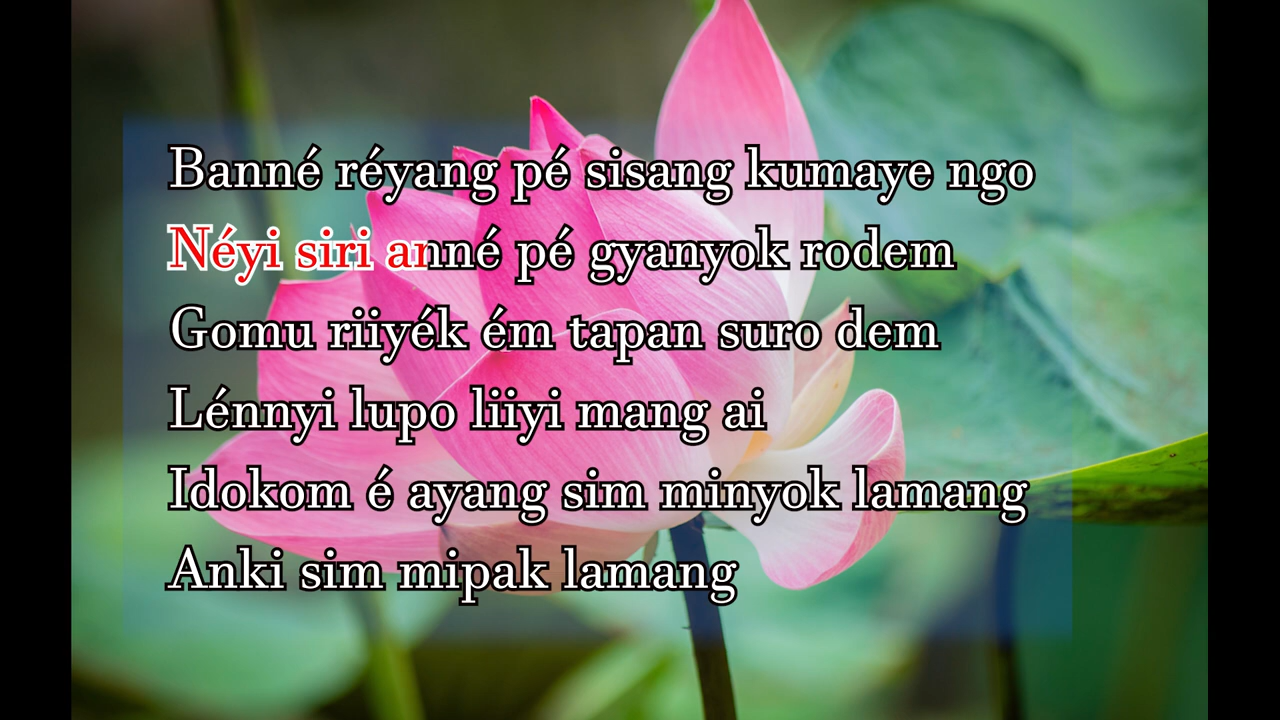 Banné réyang pé sisang kumaye ngo
Néyi siri anné pé gyanyok rodem
Gomu riiyék ém tapan suro dem
Lénnyi lupo liiyi mang ai
Idokom é ayang sim minyok lamang
Anki sim mipak lamang